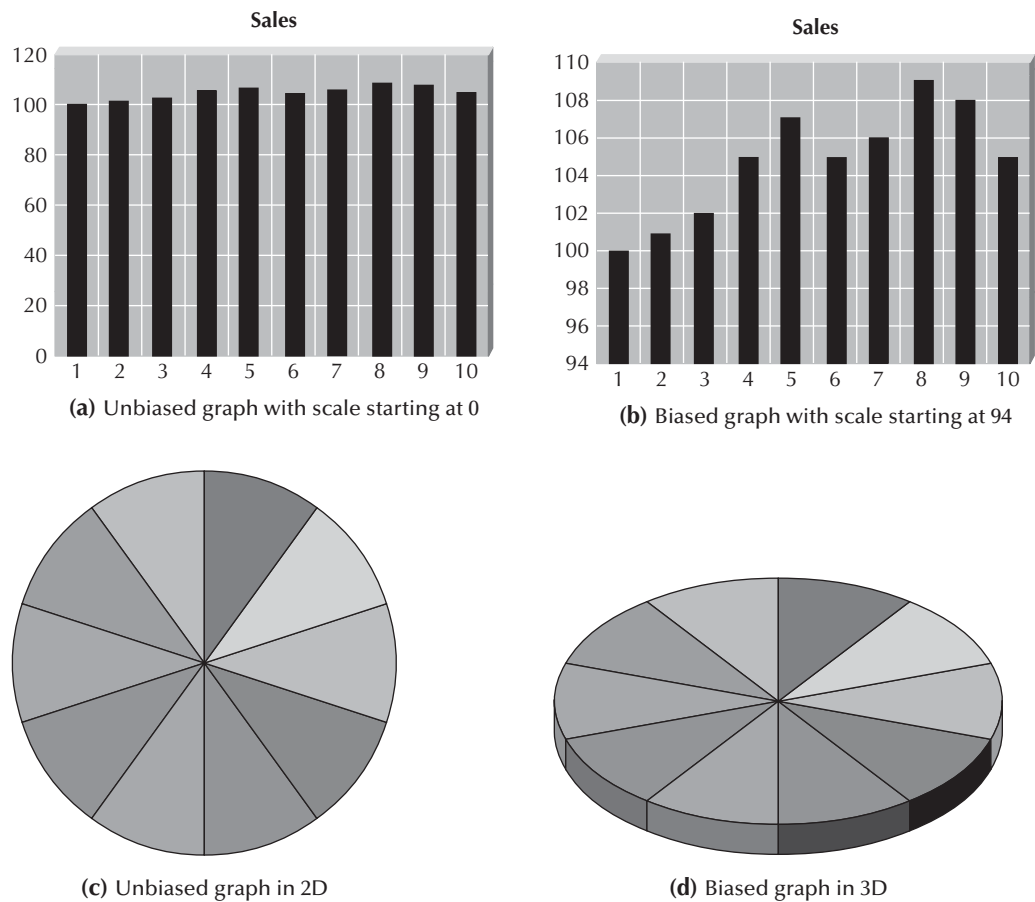 Sales
120
100
80
60
40
20
0
1 2 3 4 5 6 7 8 9 10
(a) Unbiased graph with scale starting at 0
Sales
110
108
106
104
102
100
98
96
94
1 2 3 4 5 6 7 8 9 10
(b) Biased graph with scale starting at 94
(c) Unbiased graph in 2D
(d) Biased graph in 3D